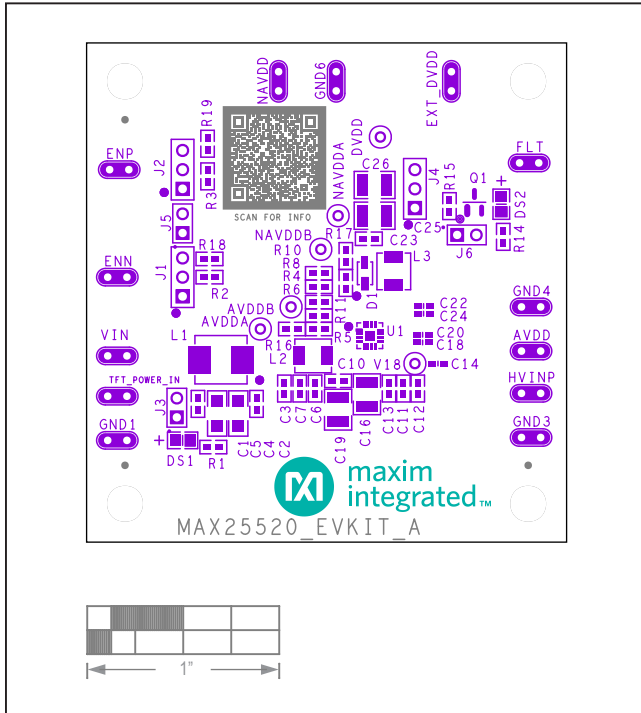 NAVDD
GND6
EXT_DVDD
R19
DVDD
ENP
J2
R3
SCAN FOR INFO
NAVDDA
C26
J4
R15
Q1
+
FLT
DS2
J5
C25
R14
J6
NAVDDB
R17
C23
R18
R10
R8
R4
R6
L3
ENN
J1
R2
D1
AVDDB
R11
C22
C24
GND4
AVDDA
R16
R5
U1
C20
C18
VIN
L1
L2
AVDD
C10
V18
C14
TFT_POWER_IN
HVINP
J3
C3
C7
C6
C19
C16
C13
C11
C12
GND1
+
DS1
R1
C1
C5
C4
C2
GND3
maxim
integrated™
MAX25520_EVKIT_A
1"